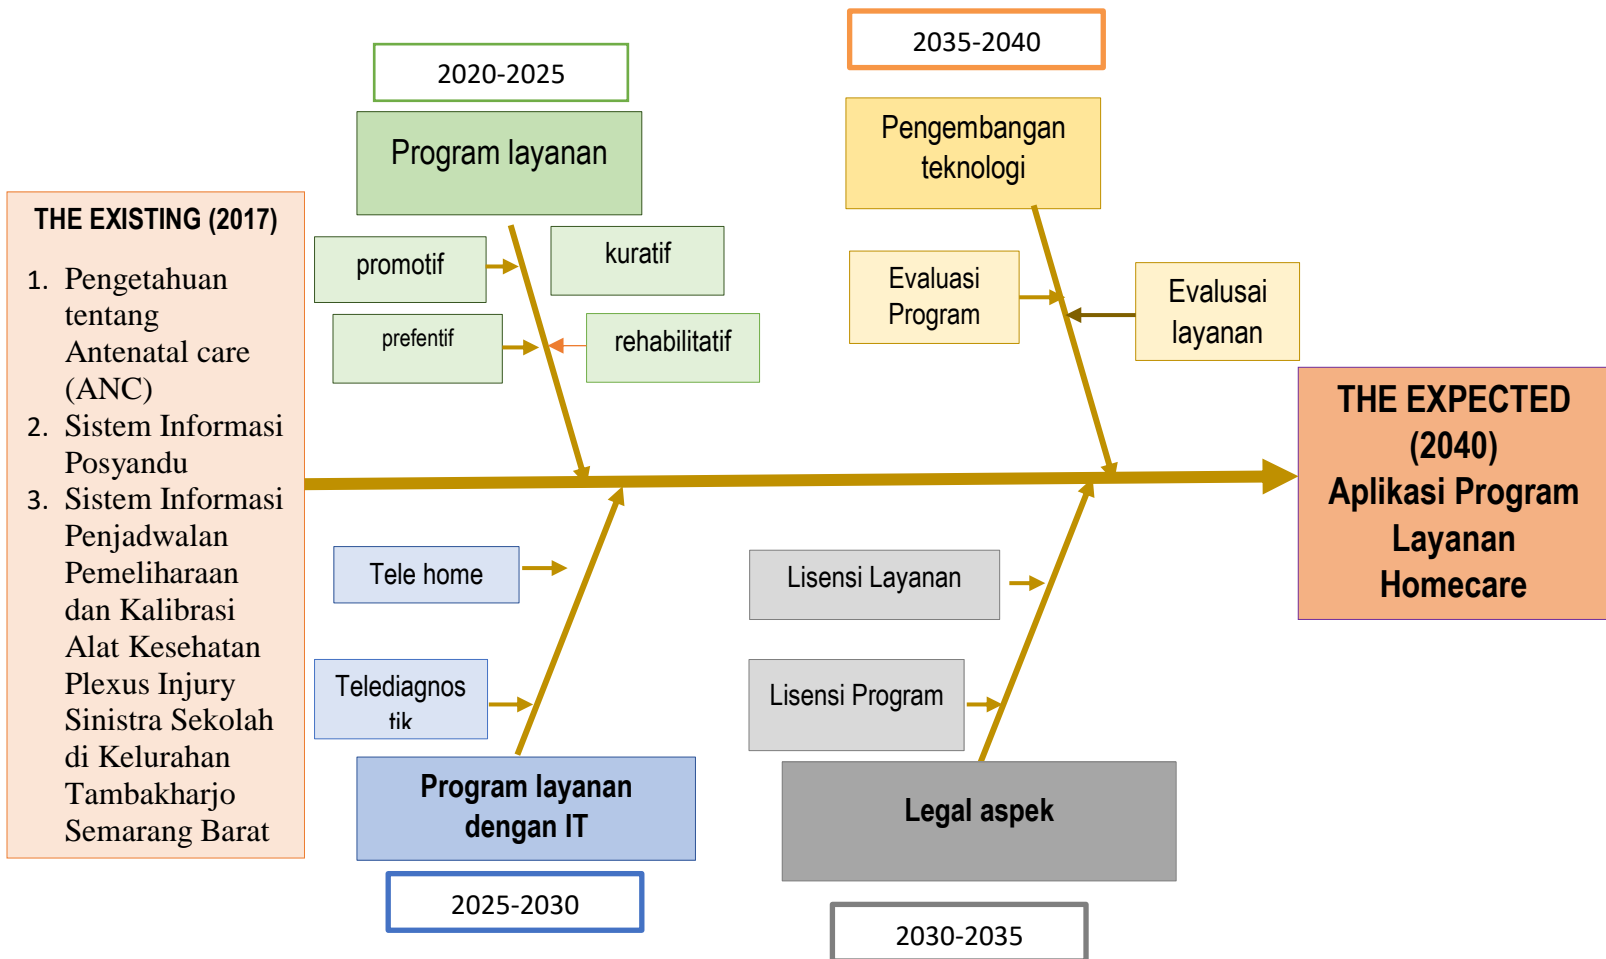 THE EXISTING (2017)
1. Pengetahuan
tentang
Antenatal care
(ANC)
2. Sistem Informasi
Posyandu
3. Sistem Informasi
Penjadwalan
Pemeliharaan
dan Kalibrasi
Alat Kesehatan
Plexus Injury
Sinistra Sekolah
di Kelurahan
Tambakharjo
Semarang Barat
2020-2025
Program layanan
promotif
kuratif
prefentif
rehabilitatif
2035-2040
Pengembangan
teknologi
Evaluasi
Program
Evalusai
layanan
Tele home
Telediagnos
tik
Program layanan
dengan IT
2025-2030
Lisensi Layanan
Lisensi Program
Legal aspek
2030-2035
THE EXPECTED
(2040)
Aplikasi Program
Layanan
Homecare